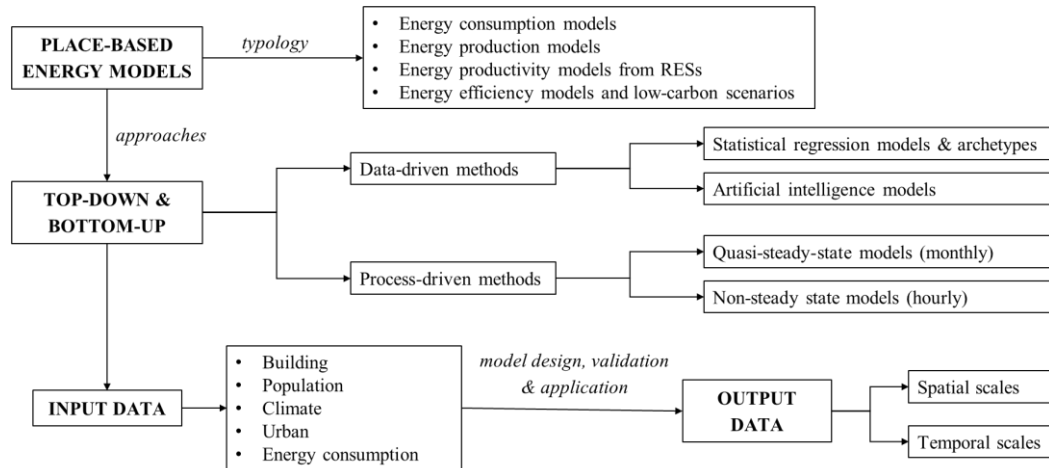 PLACE-BASED
ENERGY MODELS
typology
• Energy consumption models
• Energy production models
• Energy productivity models from RESs
• Energy efficiency models and low-carbon scenarios
approaches
TOP-DOWN &
BOTTOM-UP
Data-driven methods
Statistical regression models & archetypes
Artificial intelligence models
Process-driven methods
Quasi-steady-state models (monthly)
Non-steady state models (hourly)
INPUT DATA
• Building
• Population
• Climate
• Urban
• Energy consumption
model design, validation
& application
OUTPUT
DATA
Spatial scales
Temporal scales